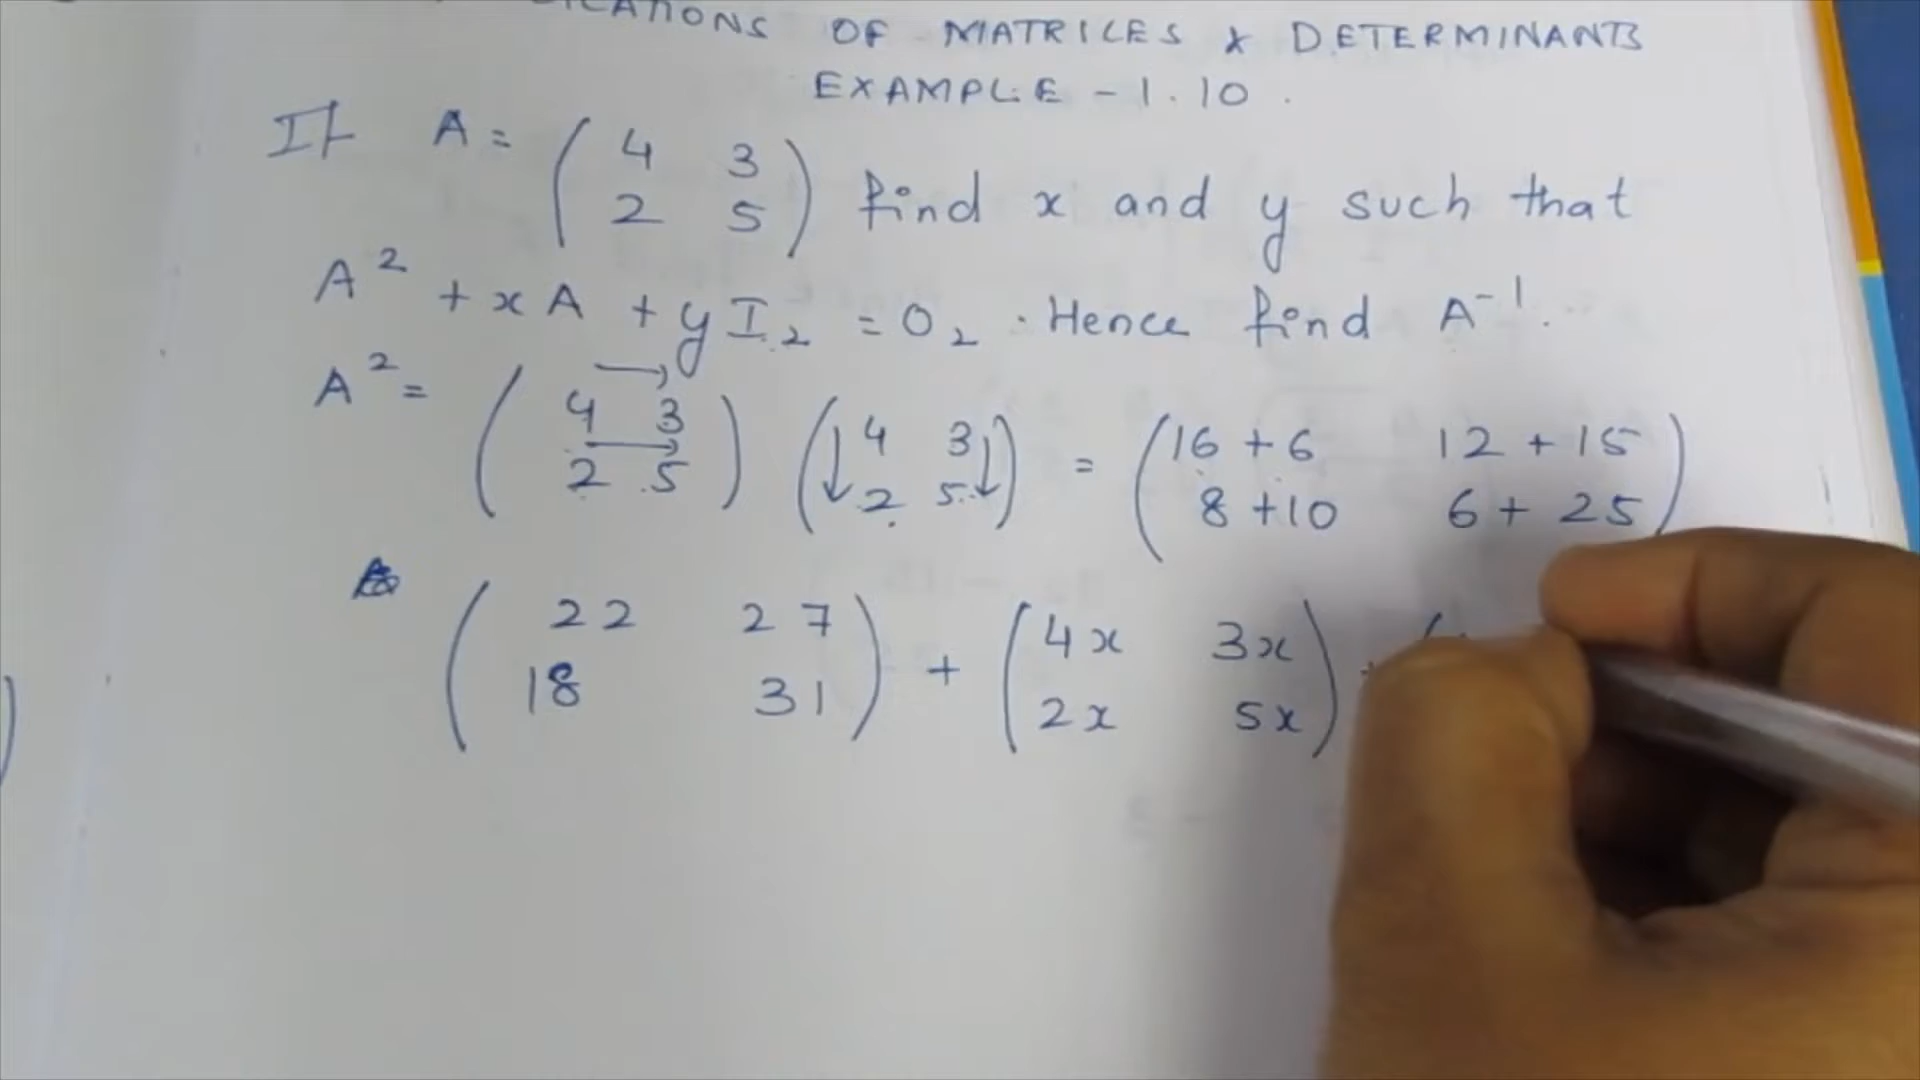 OF MATRICES & DETERMINANTS
EXAMPLE - 1.10.
If A = ( 4 3 ) find x and y such that
( 2 5 )
A² + xA + yI₂ = O₂. Hence find A⁻¹.
A² = ( 4 3 ) ( 4 3 ) = ( 16 + 6 12 + 15 )
( 2 5 ) ( 2 5 ) ( 8 + 10 6 + 25 )
( 22 27 ) + ( 4x 3x )
( 18 31 ) ( 2x 5x )